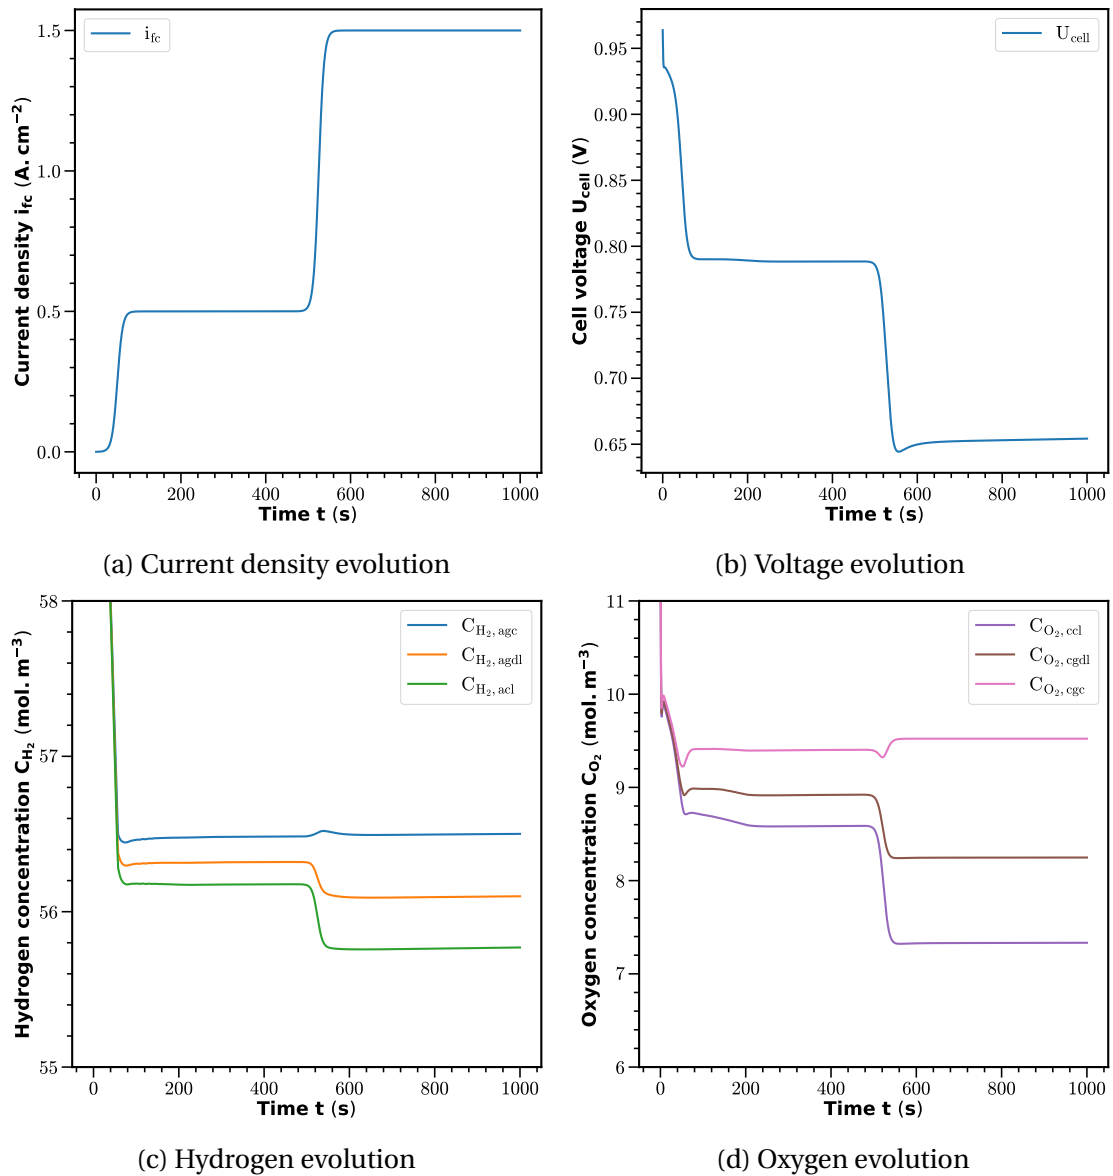 i_fc
Current density i_fc (A.cm⁻²)
1.5
1.0
0.5
0.0
0 200 400 600 800 1000
Time t (s)
(a) Current density evolution
U_cell
Cell voltage U_cell (V)
0.95
0.90
0.85
0.80
0.75
0.70
0.65
0 200 400 600 800 1000
Time t (s)
(b) Voltage evolution
C_H₂, agc
C_H₂, agdl
C_H₂, acl
Hydrogen concentration C_H₂ (mol.m⁻³)
58
57
56
55
0 200 400 600 800 1000
Time t (s)
(c) Hydrogen evolution
C_O₂, ccl
C_O₂, cgdl
C_O₂, cgc
Oxygen concentration C_O₂ (mol.m⁻³)
11
10
9
8
7
6
0 200 400 600 800 1000
Time t (s)
(d) Oxygen evolution